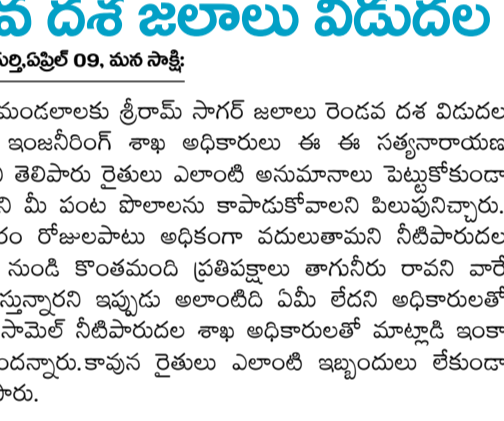 వ దశ జలాలు విడుదల
ుర్తి,ఏప్రిల్ 09, మన సాక్షి:
మండలాలకు శ్రీరామ్ సాగర్ జలాలు రెండవ దశ విడుదల
ఇంజనీరింగ్ శాఖ అధికారులు ఈ ఈ సత్యనారాయణ
తెలిపారు రైతులు ఎలాంటి అనుమానాలు పెట్టుకోకుండా
ని మీ పంట పొలాలను కాపాడుకోవాలని పిలుపునిచ్చారు.
రం రోజులపాటు అధికంగా వదులుతామని నీటిపారుదల
నుండి కొంతమంది ప్రతిపక్షాలు తాగునీరు రావని వారే
స్తున్నారని ఇప్పుడు అలాంటిది ఏమీ లేదని అధికారులతో
సామెల్ నీటిపారుదల శాఖ అధికారులతో మాట్లాడి ఇంకా
ందన్నారు.కావున రైతులు ఎలాంటి ఇబ్బందులు లేకుండా
ారు.